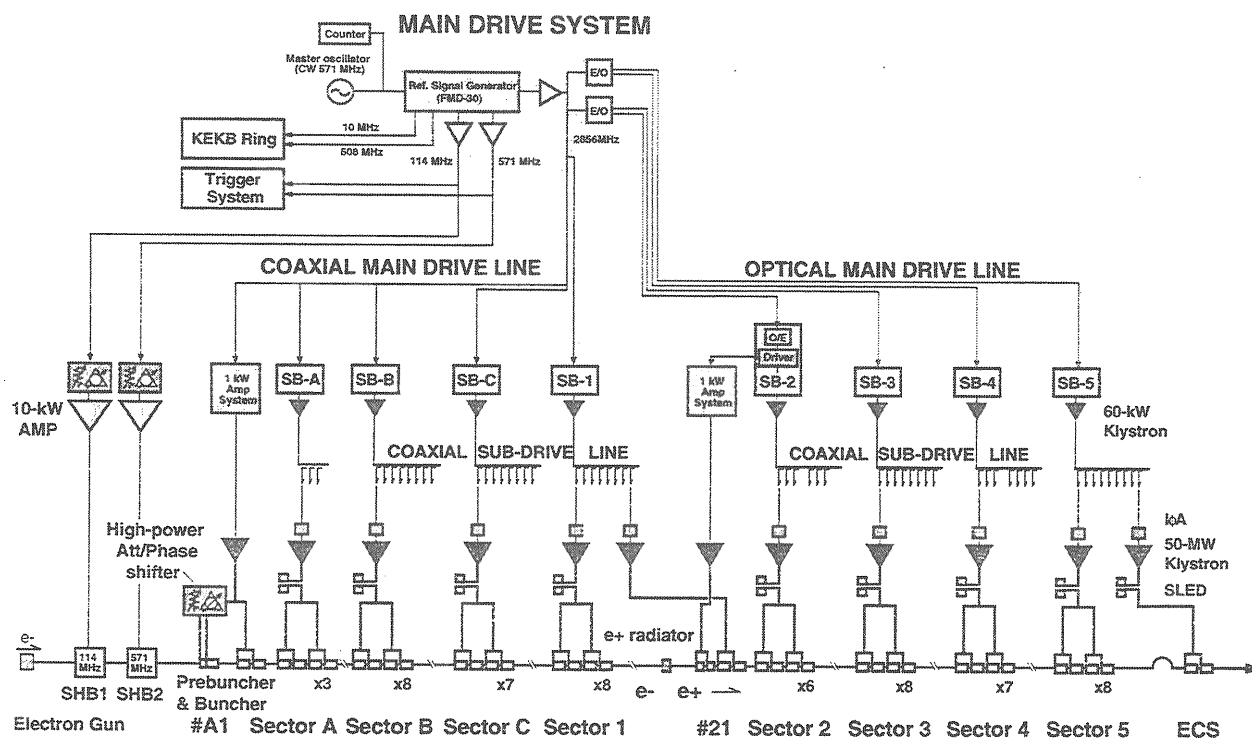 MAIN DRIVE SYSTEM
Counter
Master oscillator
(CW 571 MHz)
Ref. Signal Generator
(FMD-30)
E/O
E/O
KEKB Ring
10 MHz
508 MHz
114 MHz
571 MHz
2856MHz
Trigger
System
COAXIAL MAIN DRIVE LINE
OPTICAL MAIN DRIVE LINE
O/E
Driver
1 kW
Amp
System
SB-A
SB-B
SB-C
SB-1
1 kW
Amp
System
SB-2
SB-3
SB-4
SB-5
10-kW
AMP
60-kW
Klystron
COAXIAL SUB-DRIVE LINE
COAXIAL SUB-DRIVE LINE
High-power
Att/Phase
shifter
IφA
50-MW
Klystron
SLED
e-
114
MHz
571
MHz
e+ radiator
SHB1
SHB2
Prebuncher
& Buncher
x3
x8
x7
x8
e-
e+
x6
x8
x7
x8
Electron Gun
#A1
Sector A
Sector B
Sector C
Sector 1
#21
Sector 2
Sector 3
Sector 4
Sector 5
ECS